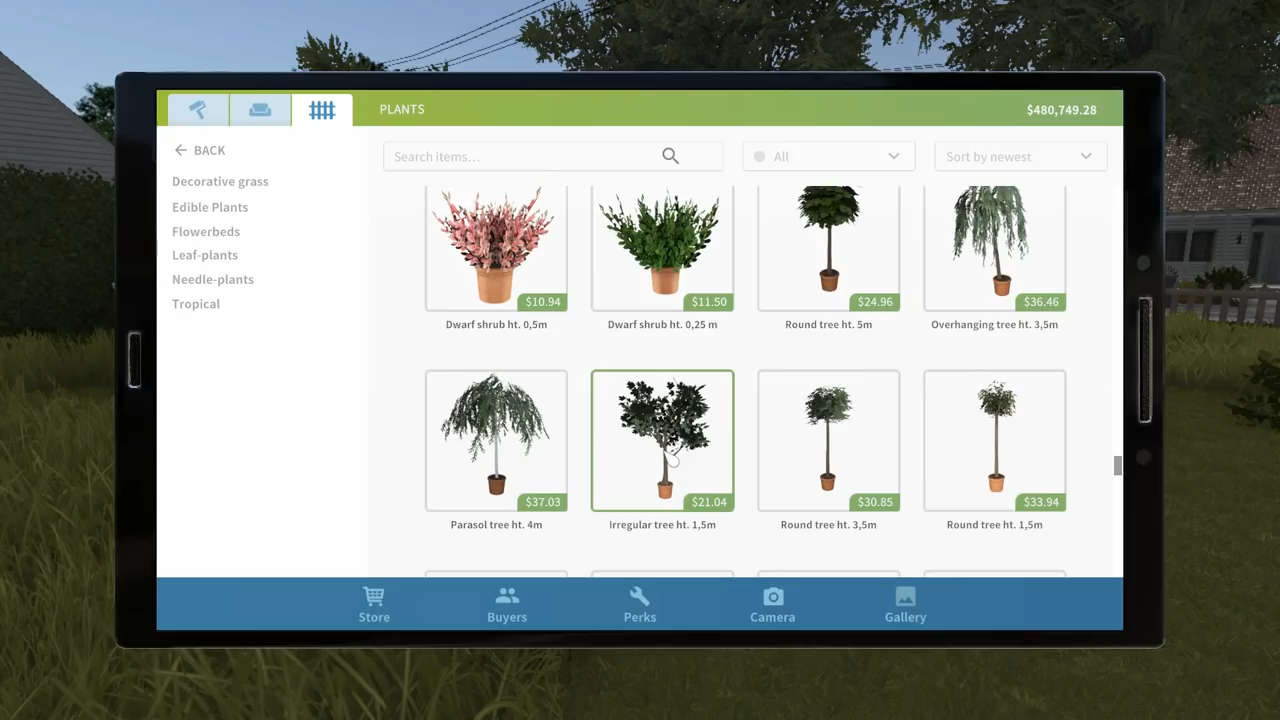 PLANTS
$480,749.28
BACK
Search items...
All
Sort by newest
Decorative grass
Edible Plants
Flowerbeds
Leaf-plants
Needle-plants
Tropical
$10.94
$11.50
$24.96
$36.46
Dwarf shrub ht. 0,5m
Dwarf shrub ht. 0,25 m
Round tree ht. 5m
Overhanging tree ht. 3,5m
$37.03
$21.04
$30.85
$33.94
Parasol tree ht. 4m
Irregular tree ht. 1,5m
Round tree ht. 3,5m
Round tree ht. 1,5m
Store
Buyers
Perks
Camera
Gallery